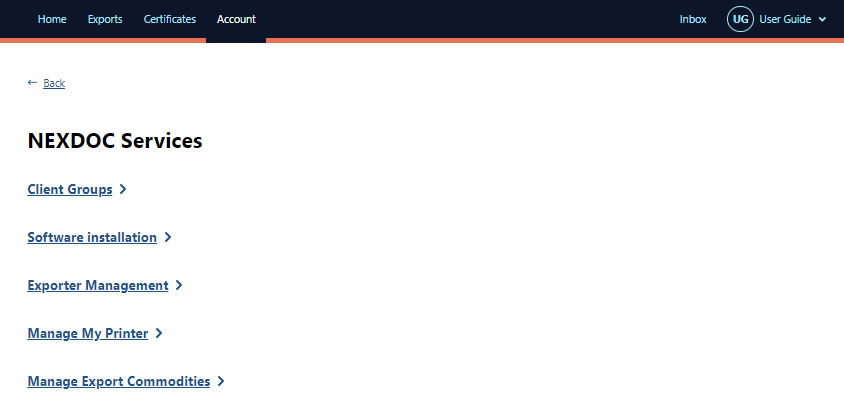 Home Exports Certificates Account Inbox UG User Guide
← Back
NEXDOC Services
Client Groups
Software installation
Exporter Management
Manage My Printer
Manage Export Commodities